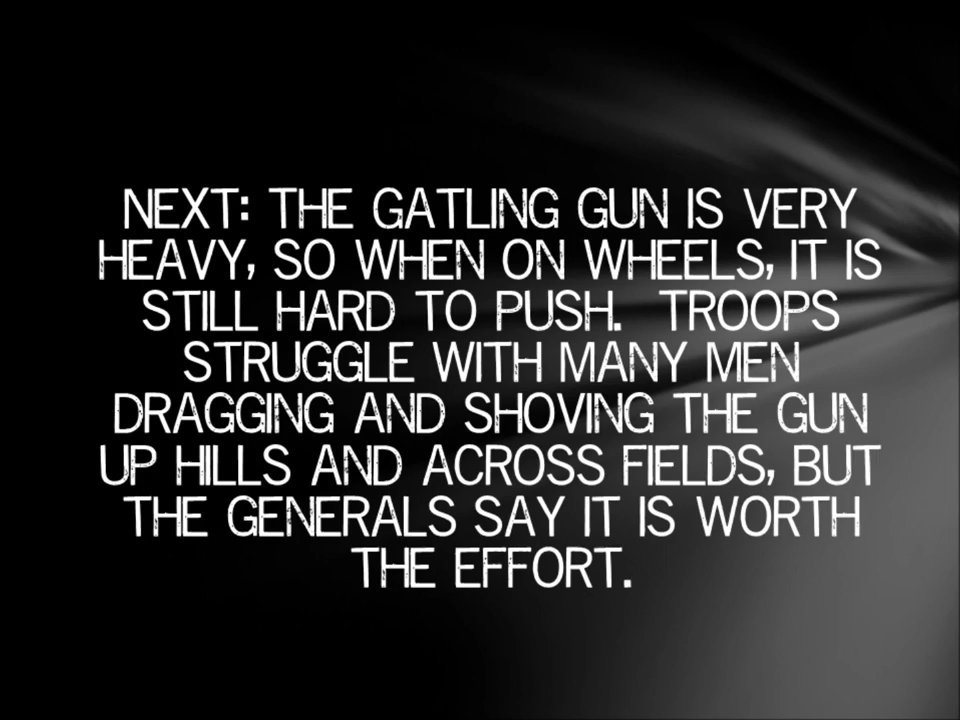 NEXT: THE GATLING GUN IS VERY
HEAVY, SO WHEN ON WHEELS, IT IS
STILL HARD TO PUSH.  TROOPS
STRUGGLE WITH MANY MEN
DRAGGING AND SHOVING THE GUN
UP HILLS AND ACROSS FIELDS, BUT
THE GENERALS SAY IT IS WORTH
THE EFFORT.